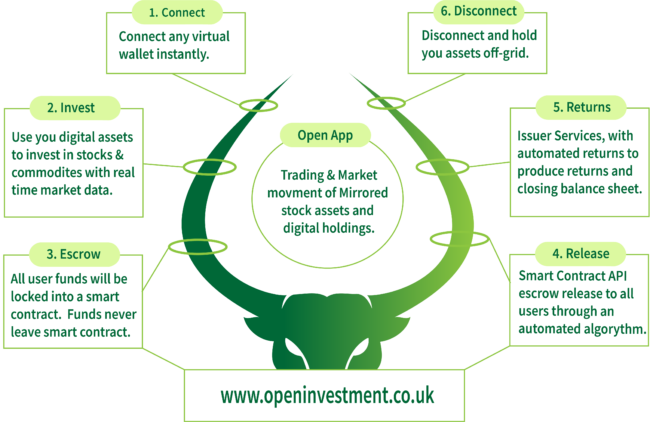 1. Connect
Connect any virtual
wallet instantly.
2. Invest
Use you digital assets
to invest in stocks &
commodites with real
time market data.
3. Escrow
All user funds will be
locked into a smart
contract. Funds never
leave smart contract.
Open App
Trading & Market
movment of Mirrored
stock assets and
digital holdings.
6. Disconnect
Disconnect and hold
you assets off-grid.
5. Returns
Issuer Services, with
automated returns to
produce returns and
closing balance sheet.
4. Release
Smart Contract API
escrow release to all
users through an
automated algorythm.
www.openinvestment.co.uk